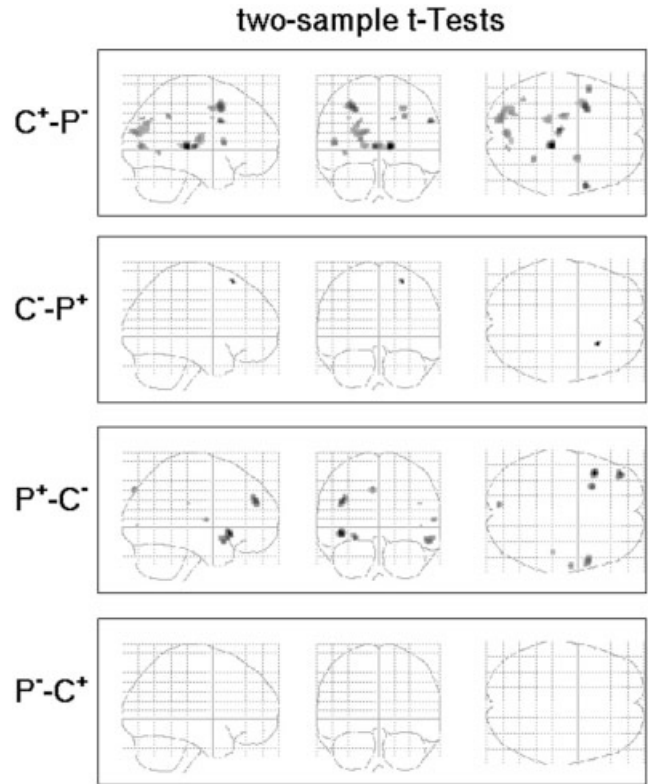 two-sample t-Tests
C⁺-P⁻
C⁻-P⁺
P⁺-C⁻
P⁻-C⁺